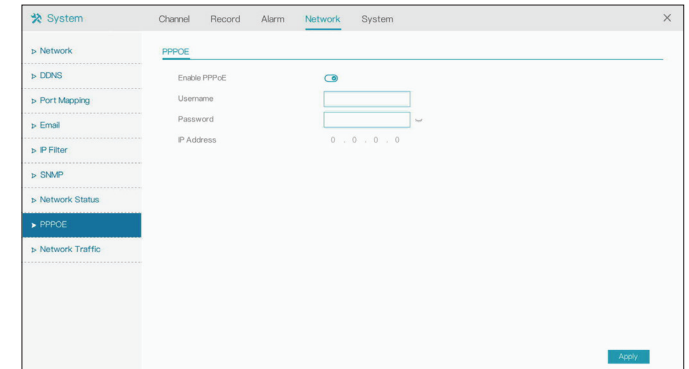 System Channel Record Alarm Network System
Network
DDNS
Port Mapping
Email
IP Filter
SNMP
Network Status
PPPOE
Network Traffic
PPPOE
Enable PPPoE
Username
Password
IP Address 0 . 0 . 0 . 0
Apply